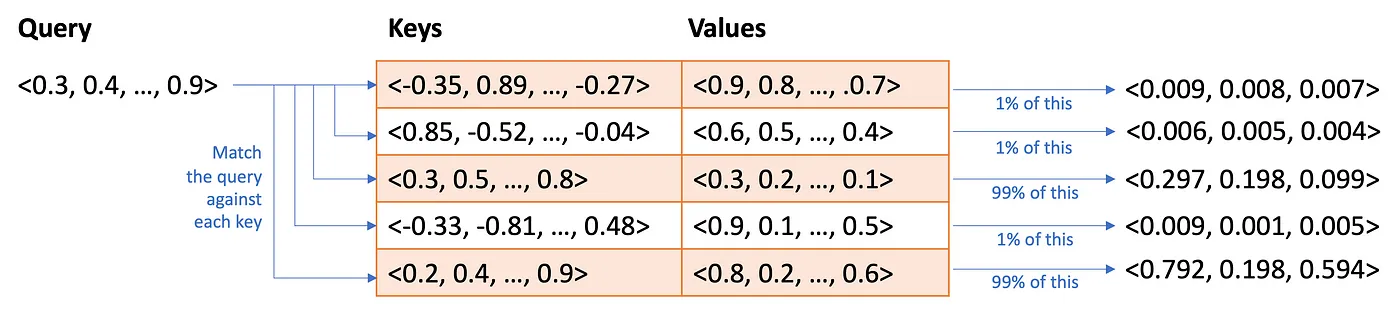 Query Keys Values
<0.3, 0.4, ..., 0.9> <-0.35, 0.89, ..., -0.27> <0.9, 0.8, ..., .0.7> 1% of this <0.009, 0.008, 0.007>
<0.85, -0.52, ..., -0.04> <0.6, 0.5, ..., 0.4> 1% of this <0.006, 0.005, 0.004>
Match
the query
against
each key
<0.3, 0.5, ..., 0.8> <0.3, 0.2, ..., 0.1> 99% of this <0.297, 0.198, 0.099>
<-0.33, -0.81, ..., 0.48> <0.9, 0.1, ..., 0.5> 1% of this <0.009, 0.001, 0.005>
<0.2, 0.4, ..., 0.9> <0.8, 0.2, ..., 0.6> 99% of this <0.792, 0.198, 0.594>